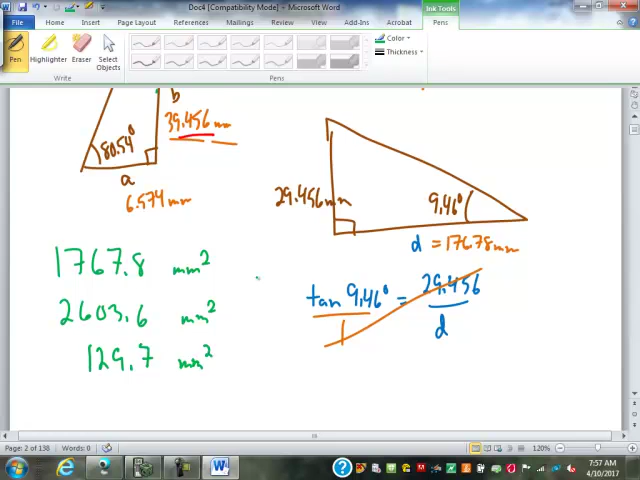 Doc4 [Compatibility Mode] - Microsoft Word
Ink Tools
File
Home
Insert
Page Layout
References
Mailings
Review
View
Add-Ins
Acrobat
Pens
Pen
Highlighter
Eraser
Select Objects
Color
Thickness
Write
Pens
b
39.456 mm
80.54°
a
6.574 mm
29.456 mm
9.46°
d = 176.78 mm
1767.8 mm²
2603.6 mm²
129.7 mm²
tan 9.46° = 29.456
1 d
Page: 2 of 138
Words: 0
120%
7:57 AM
4/10/2017